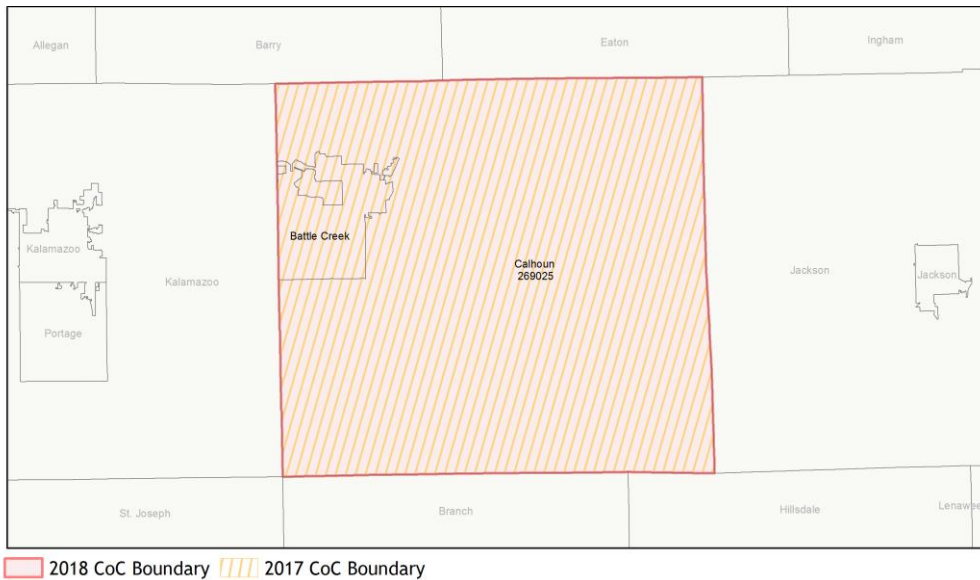 Allegan
Barry
Eaton
Ingham
Battle Creek
Kalamazoo
Kalamazoo
Calhoun
269025
Jackson
Jackson
Portage
St. Joseph
Branch
Hillsdale
Lenawee
2018 CoC Boundary
2017 CoC Boundary